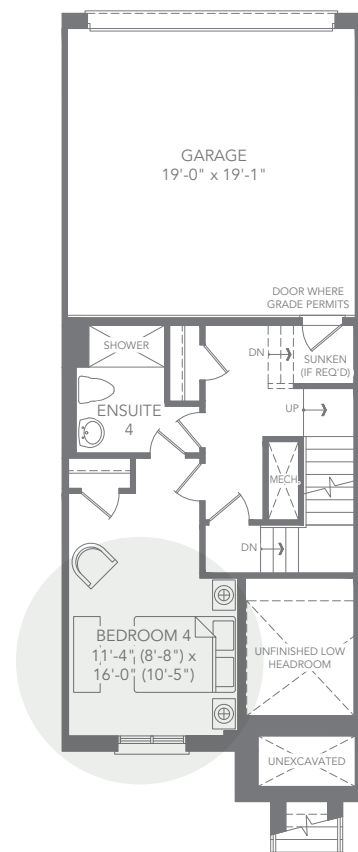 GARAGE
19'-0" x 19'-1"
DOOR WHERE
GRADE PERMITS
SHOWER
DN
SUNKEN
(IF REQ'D)
ENSUITE
4
UP
MECH.
DN
BEDROOM 4
11'-4" (8'-8") x
16'-0" (10'-5")
UNFINISHED LOW
HEADROOM
UNEXCAVATED